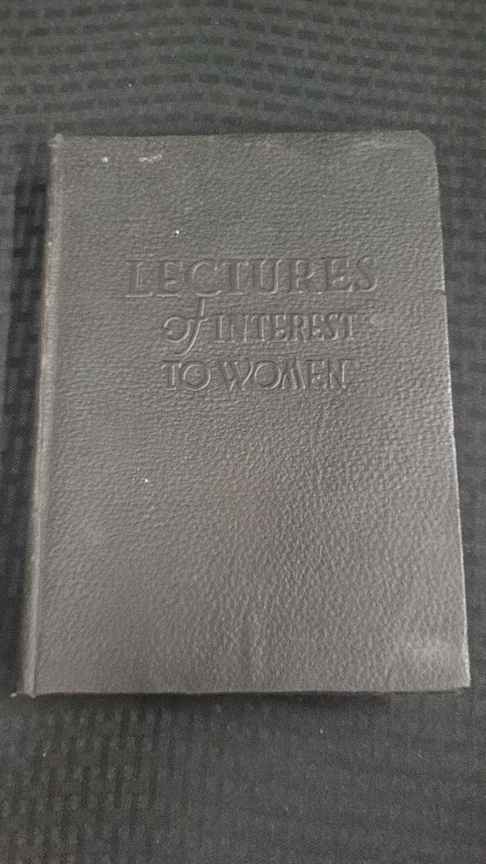 LECTURES
of INTEREST
TO WOMEN